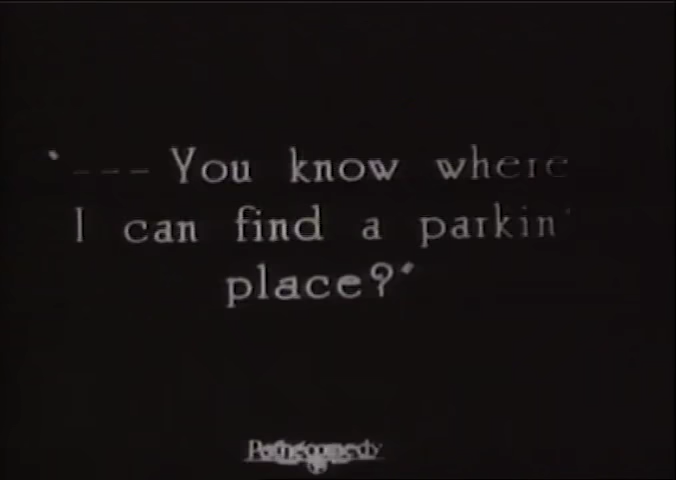 "--- You know where
I can find a parkin'
place?"
Pathécomedy